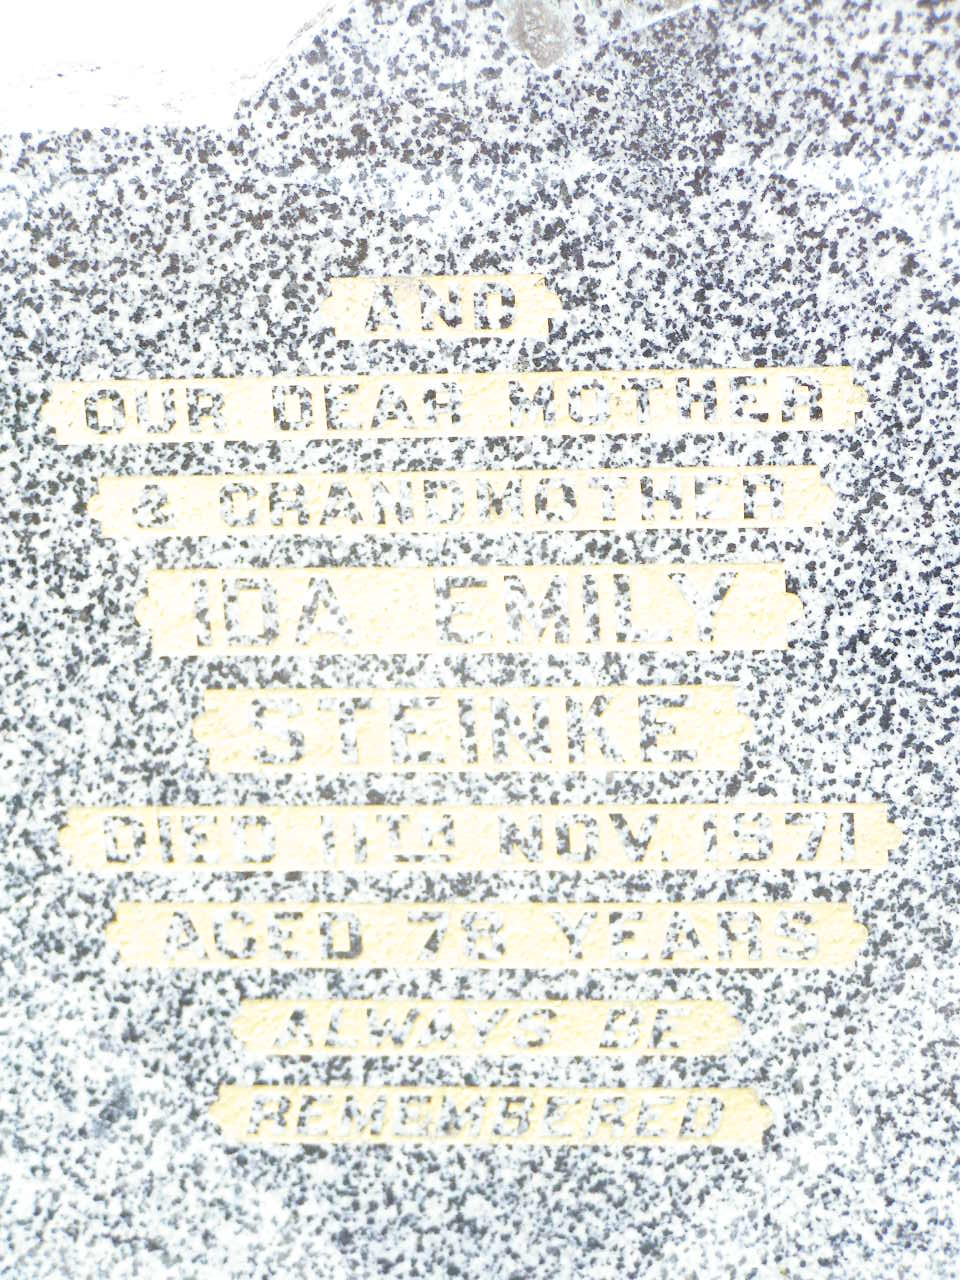 AND
OUR DEAR MOTHER
& GRANDMOTHER
IDA EMILY
STEINKE
DIED 11TH NOV. 1971
AGED 78 YEARS
ALWAYS BE
REMEMBERED